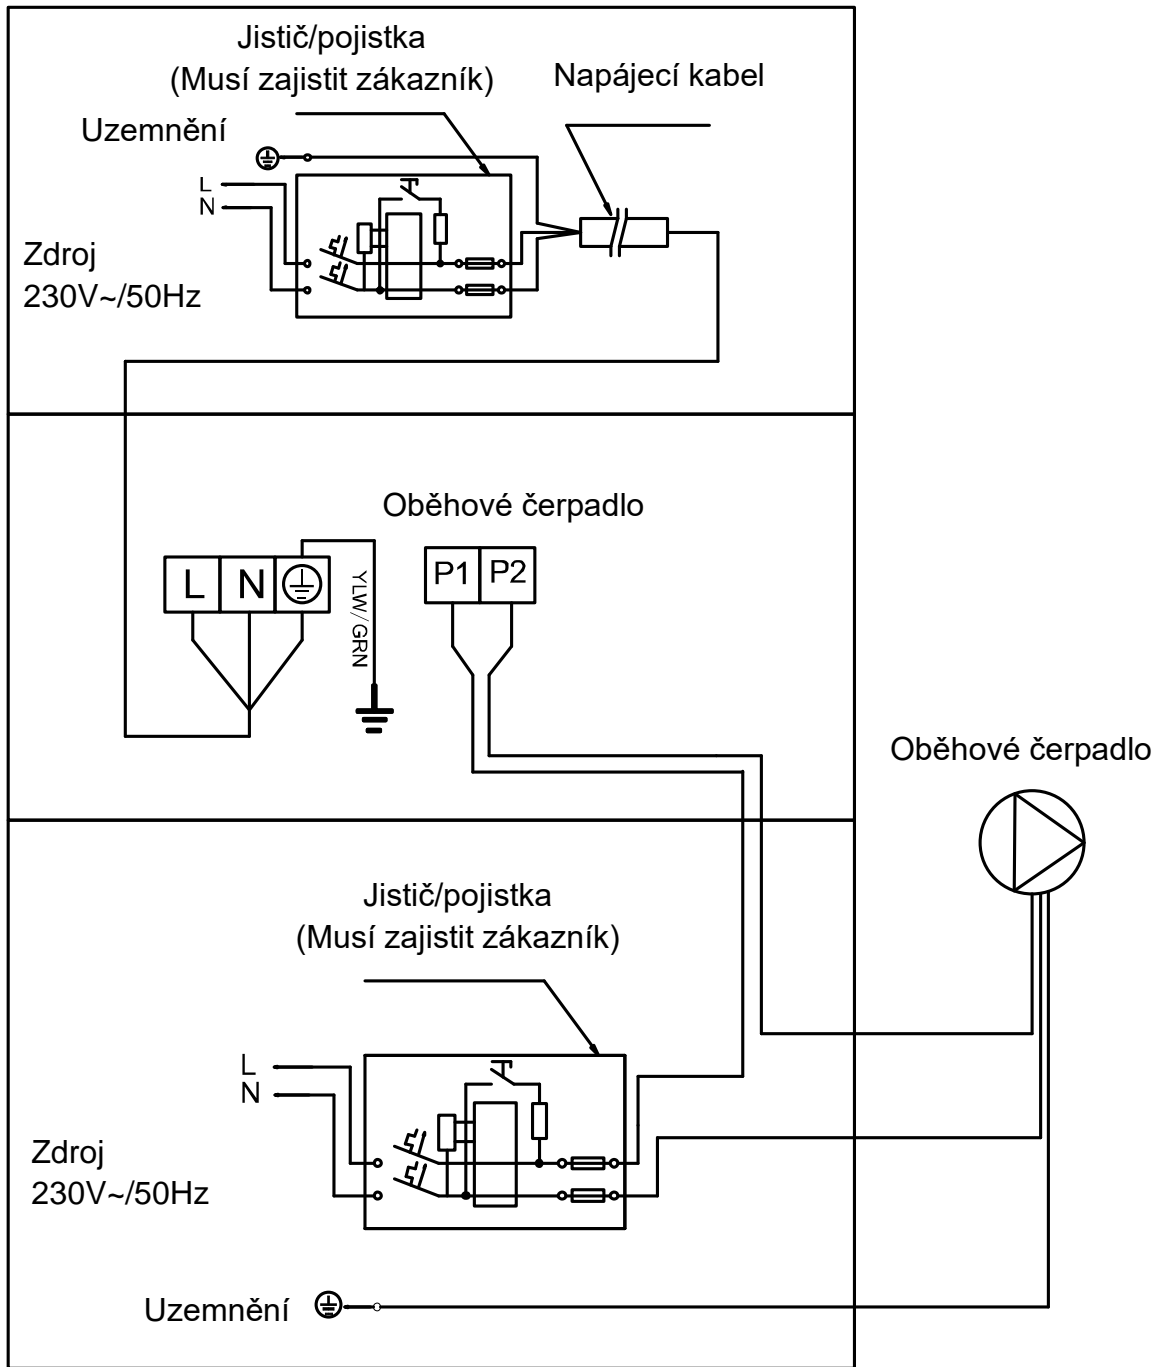 Jistič/pojistka
(Musí zajistit zákazník)
Napájecí kabel
Uzemnění
L
N
Zdroj
230V~/50Hz
Oběhové čerpadlo
L N
YLW/GRN
P1 P2
Oběhové čerpadlo
Jistič/pojistka
(Musí zajistit zákazník)
L
N
Zdroj
230V~/50Hz
Uzemnění